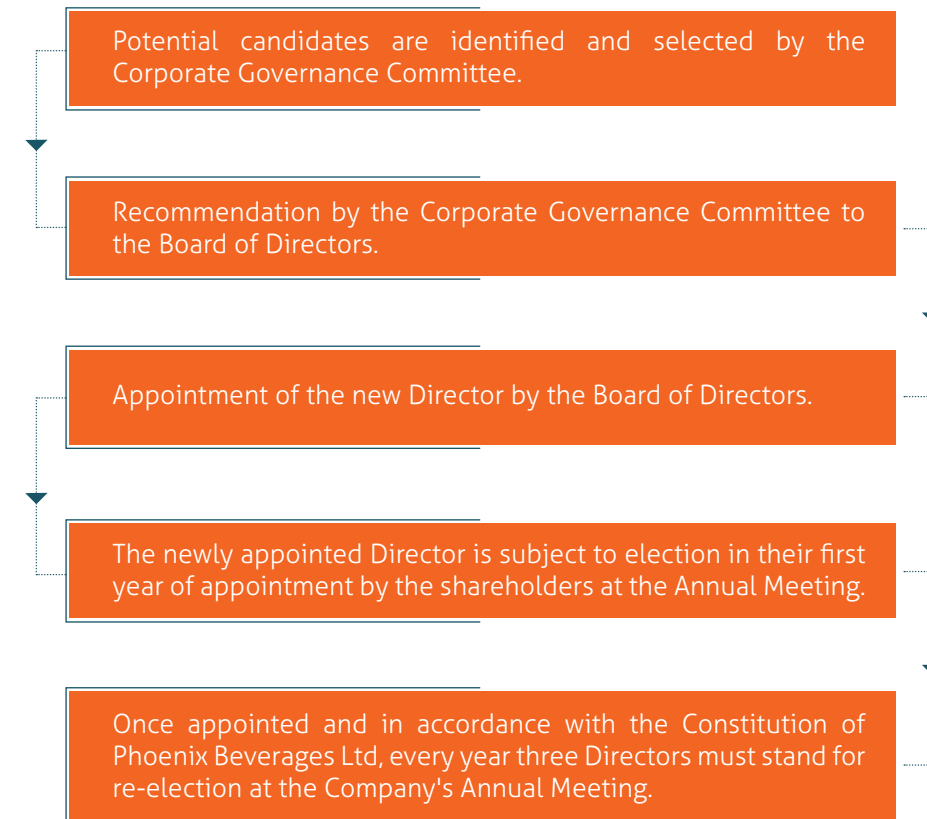 Potential candidates are identified and selected by the
Corporate Governance Committee.
Recommendation by the Corporate Governance Committee to
the Board of Directors.
Appointment of the new Director by the Board of Directors.
The newly appointed Director is subject to election in their first
year of appointment by the shareholders at the Annual Meeting.
Once appointed and in accordance with the Constitution of
Phoenix Beverages Ltd, every year three Directors must stand for
re-election at the Company's Annual Meeting.